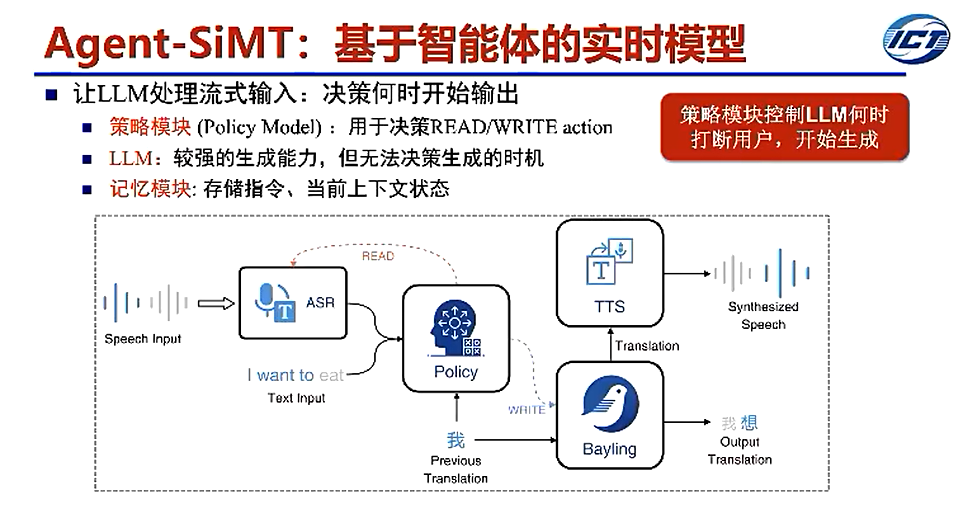 Agent-SiMT：基于智能体的实时模型
ICT
让LLM处理流式输入：决策何时开始输出
策略模块 (Policy Model) ：用于决策READ/WRITE action
LLM：较强的生成能力，但无法决策生成的时机
记忆模块: 存储指令、当前上下文状态
策略模块控制LLM何时
打断用户，开始生成
READ
ASR
Speech Input
I want to eat
Text Input
Policy
WRITE
我
Previous
Translation
TTS
Translation
Bayling
Synthesized
Speech
我 想
Output
Translation